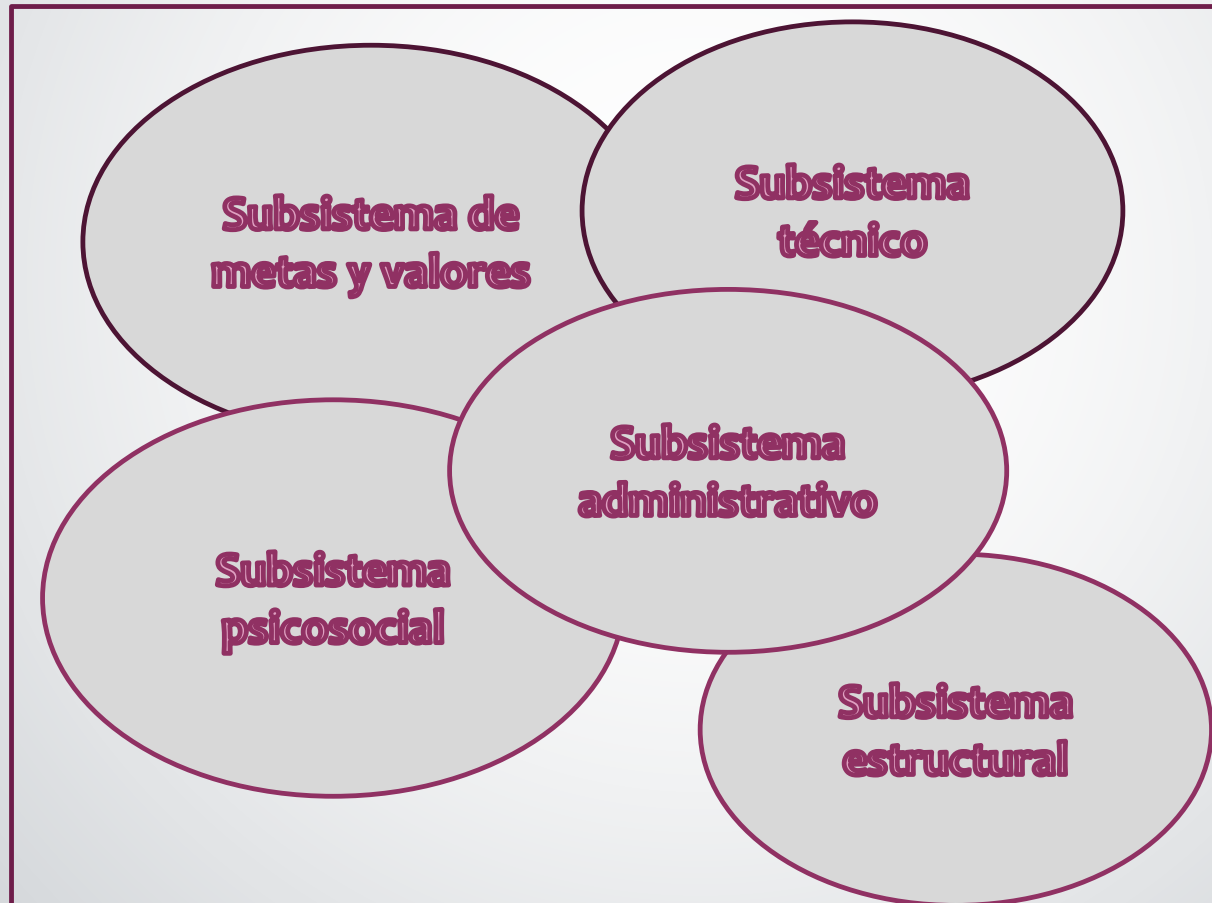 Subsistema de
metas y valores
Subsistema
técnico
Subsistema
administrativo
Subsistema
psicosocial
Subsistema
estructural